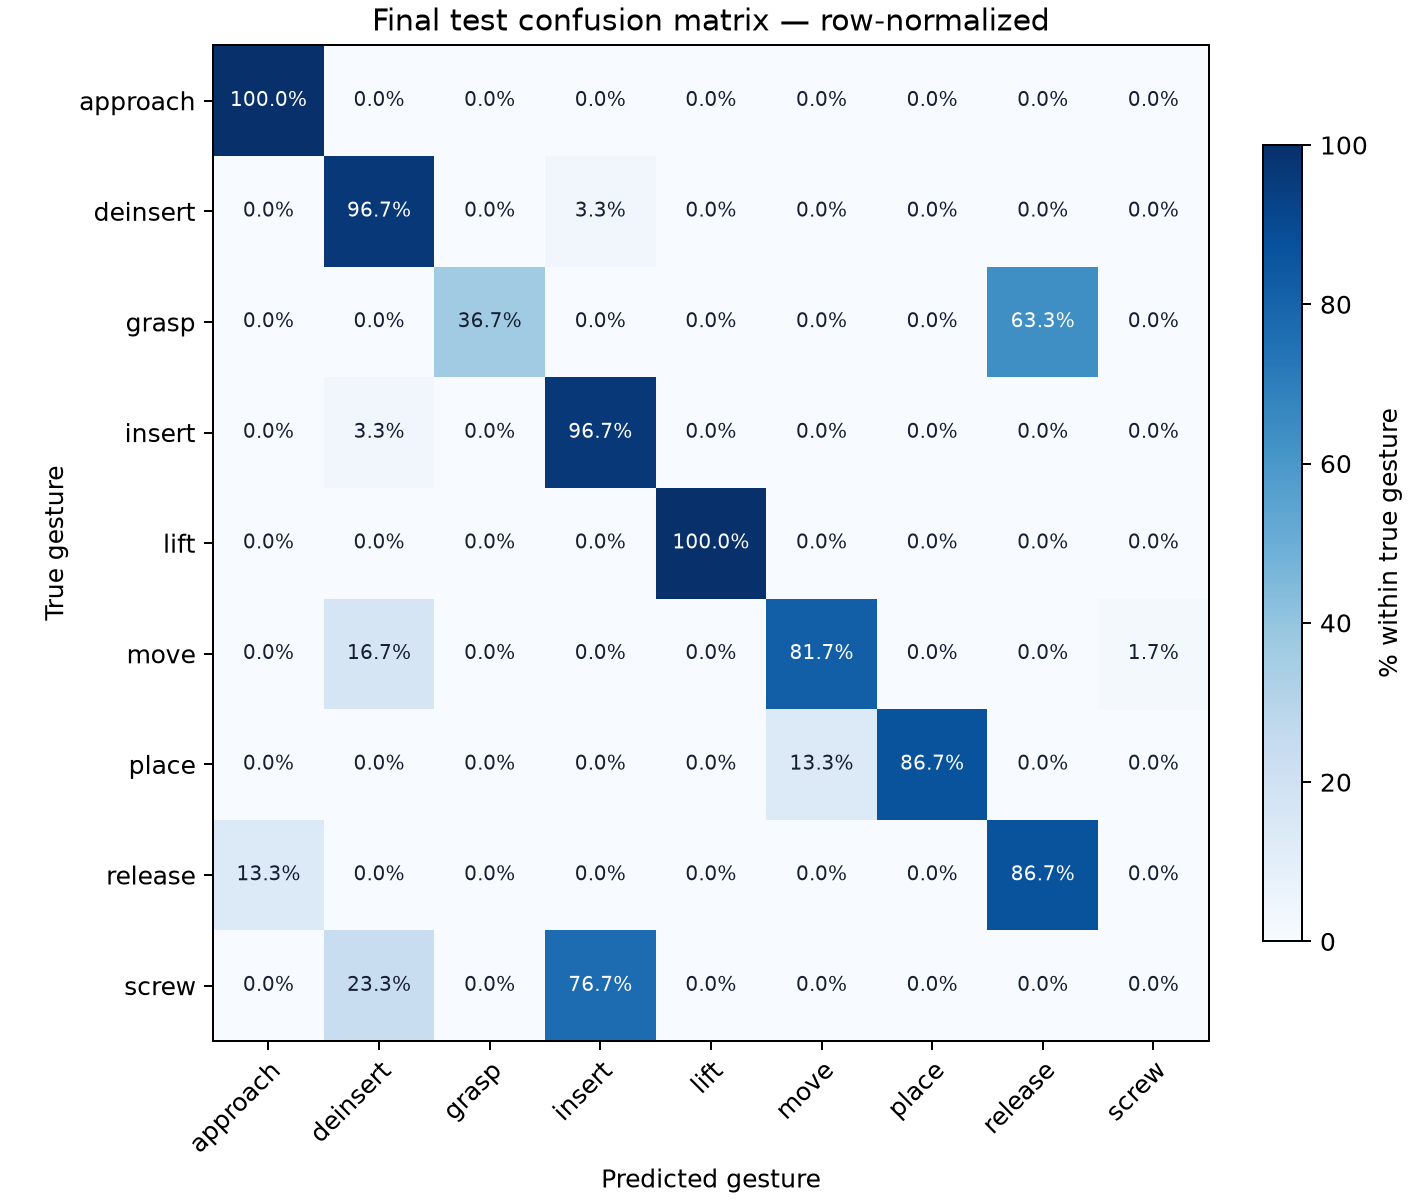 Final test confusion matrix — row-normalized
approach 100.0% 0.0% 0.0% 0.0% 0.0% 0.0% 0.0% 0.0% 0.0%
deinsert 0.0% 96.7% 0.0% 3.3% 0.0% 0.0% 0.0% 0.0% 0.0%
grasp 0.0% 0.0% 36.7% 0.0% 0.0% 0.0% 0.0% 63.3% 0.0%
insert 0.0% 3.3% 0.0% 96.7% 0.0% 0.0% 0.0% 0.0% 0.0%
lift 0.0% 0.0% 0.0% 0.0% 100.0% 0.0% 0.0% 0.0% 0.0%
move 0.0% 16.7% 0.0% 0.0% 0.0% 81.7% 0.0% 0.0% 1.7%
place 0.0% 0.0% 0.0% 0.0% 0.0% 13.3% 86.7% 0.0% 0.0%
release 13.3% 0.0% 0.0% 0.0% 0.0% 0.0% 0.0% 86.7% 0.0%
screw 0.0% 23.3% 0.0% 76.7% 0.0% 0.0% 0.0% 0.0% 0.0%
approach deinsert grasp insert lift move place release screw
Predicted gesture
True gesture
100
80
60
40
20
0
% within true gesture